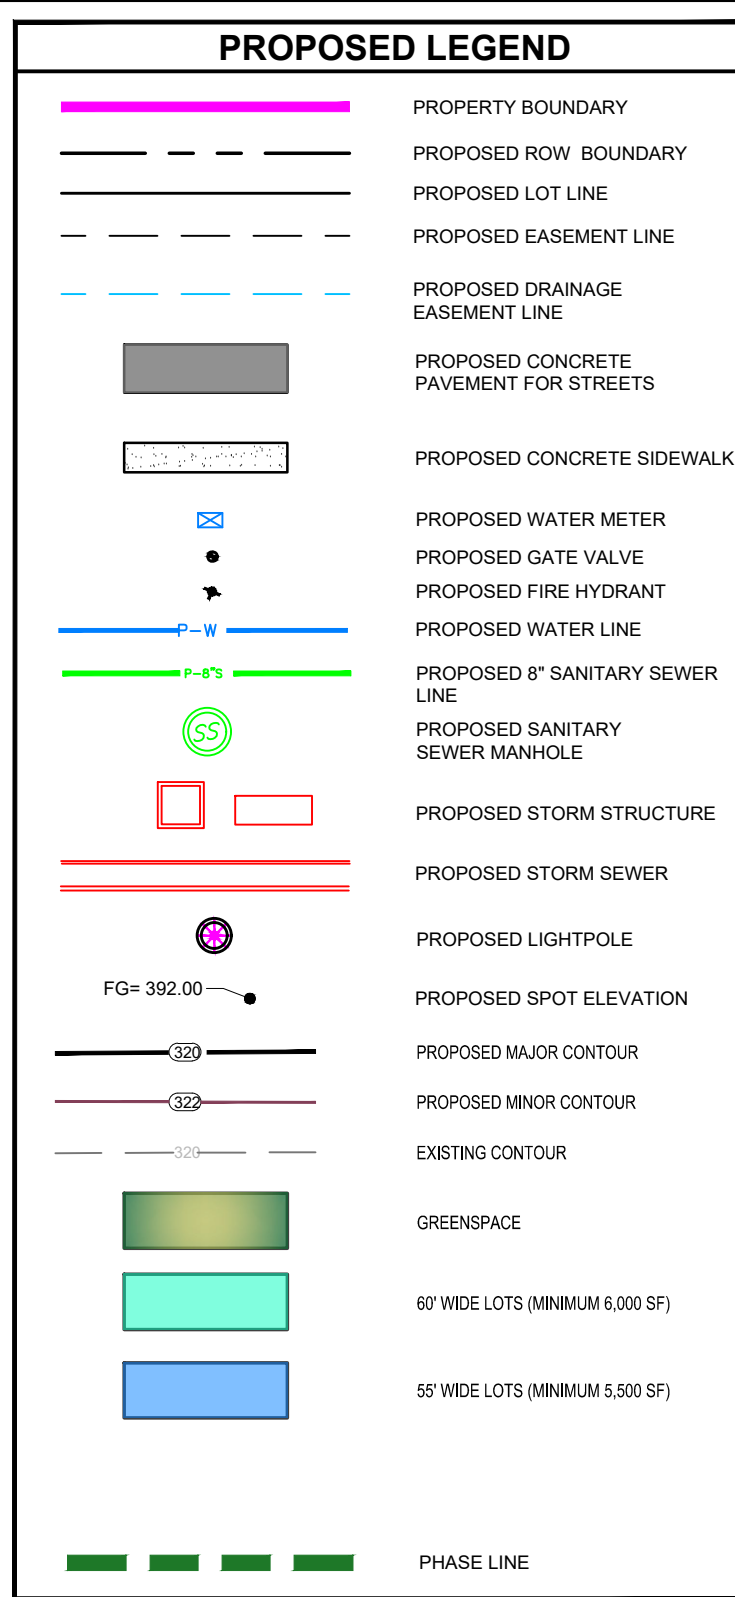 PROPOSED LEGEND
PROPERTY BOUNDARY
PROPOSED ROW BOUNDARY
PROPOSED LOT LINE
PROPOSED EASEMENT LINE
PROPOSED DRAINAGE
EASEMENT LINE
PROPOSED CONCRETE
PAVEMENT FOR STREETS
PROPOSED CONCRETE SIDEWALK
PROPOSED WATER METER
PROPOSED GATE VALVE
PROPOSED FIRE HYDRANT
P-W PROPOSED WATER LINE
P-8"S PROPOSED 8" SANITARY SEWER
LINE
SS PROPOSED SANITARY
SEWER MANHOLE
PROPOSED STORM STRUCTURE
PROPOSED STORM SEWER
PROPOSED LIGHTPOLE
FG= 392.00 PROPOSED SPOT ELEVATION
320 PROPOSED MAJOR CONTOUR
322 PROPOSED MINOR CONTOUR
320 EXISTING CONTOUR
GREENSPACE
60' WIDE LOTS (MINIMUM 6,000 SF)
55' WIDE LOTS (MINIMUM 5,500 SF)
PHASE LINE